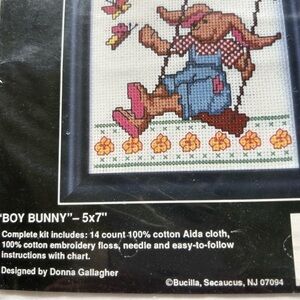 "BOY BUNNY"– 5x7"
Complete kit includes: 14 count 100% cotton Aida cloth,
100% cotton embroidery floss, needle and easy-to-follow
instructions with chart.
Designed by Donna Gallagher
©Bucilla, Secaucus, NJ 07094